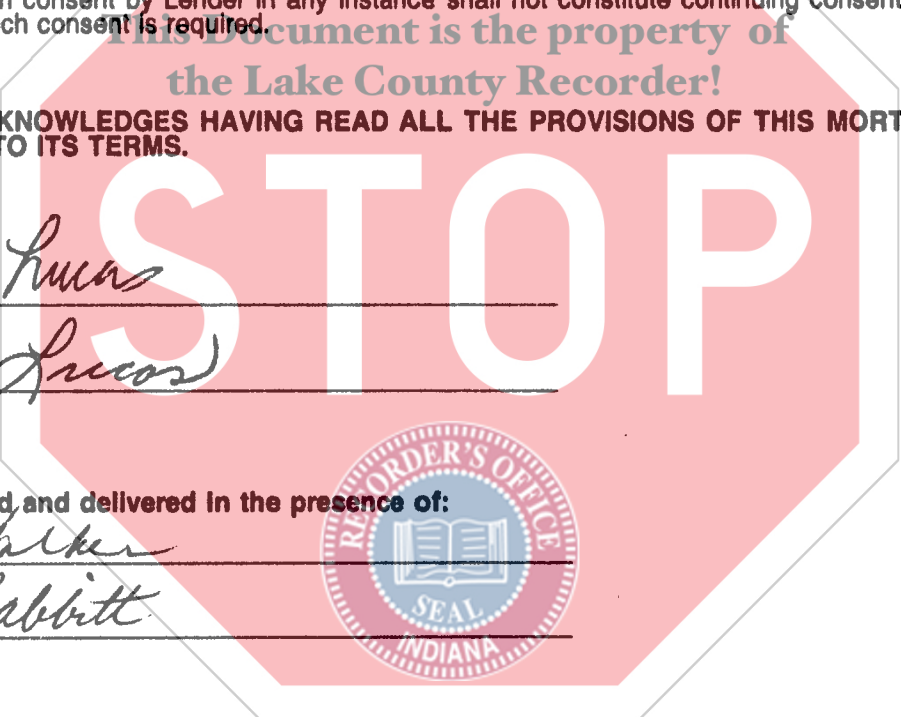 consent by Lender in any instance shall not constitute continuing consent
ch consent is required.
This Document is the property of
the Lake County Recorder!
KNOWLEDGES HAVING READ ALL THE PROVISIONS OF THIS MORT
TO ITS TERMS.
STOP
Lucas
Lucas
RECORDER'S OFFICE
d and delivered in the presence of:
alker
abbitt
SEAL
INDIANA